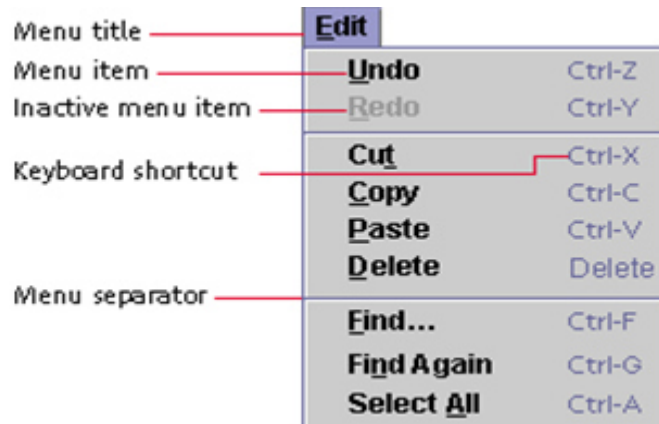 Menu title Edit
Menu item Undo Ctrl-Z
Inactive menu item Redo Ctrl-Y
Cut Ctrl-X
Keyboard shortcut
Copy Ctrl-C
Paste Ctrl-V
Delete Delete
Menu separator
Find... Ctrl-F
Find Again Ctrl-G
Select All Ctrl-A